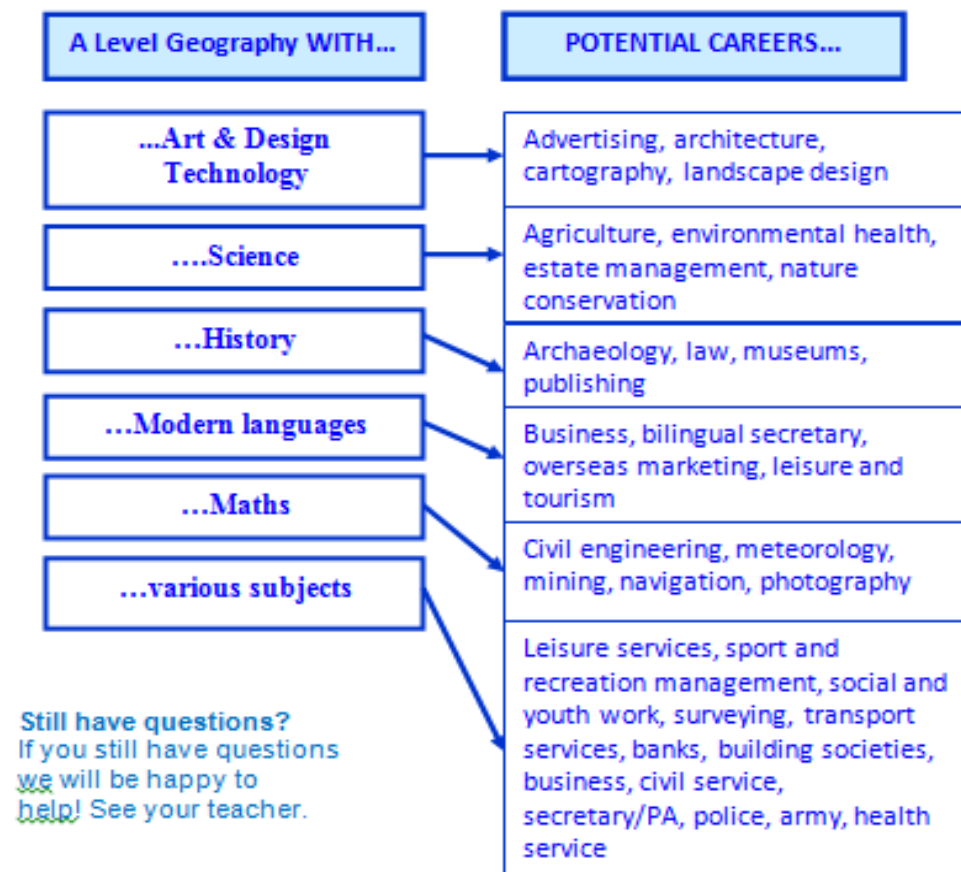 A Level Geography WITH...
POTENTIAL CAREERS...
...Art & Design
Technology
Advertising, architecture,
cartography, landscape design
....Science
Agriculture, environmental health,
estate management, nature
conservation
...History
Archaeology, law, museums,
publishing
...Modern languages
Business, bilingual secretary,
overseas marketing, leisure and
tourism
...Maths
Civil engineering, meteorology,
mining, navigation, photography
...various subjects
Leisure services, sport and
recreation management, social and
youth work, surveying, transport
services, banks, building societies,
business, civil service,
secretary/PA, police, army, health
service
Still have questions?
If you still have questions
we will be happy to
help! See your teacher.